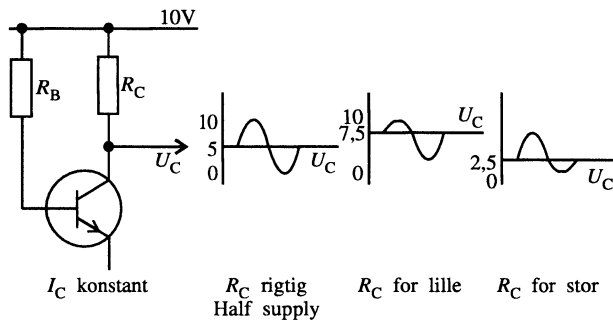 10V
R_B
R_C
U_C
10
5
0
U_C
10
7,5
0
U_C
2,5
0
U_C
I_C konstant
R_C rigtig
Half supply
R_C for lille
R_C for stor